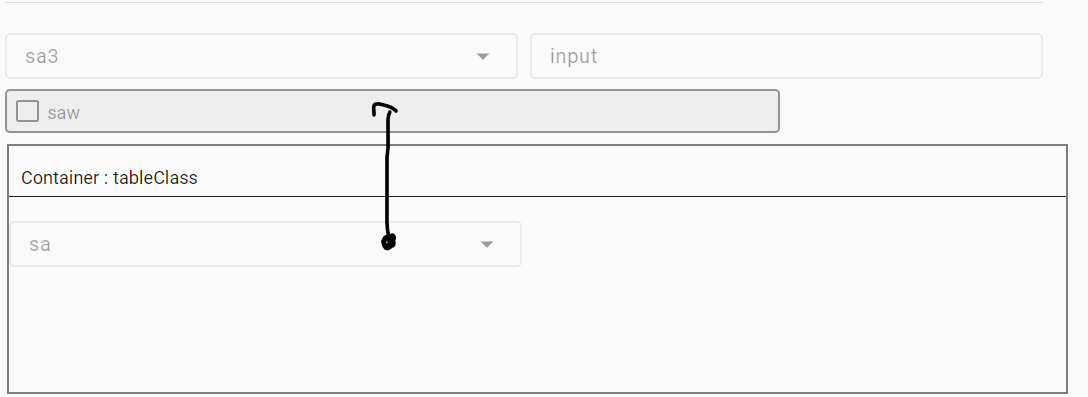 sa3 input
saw
Container : tableClass
sa